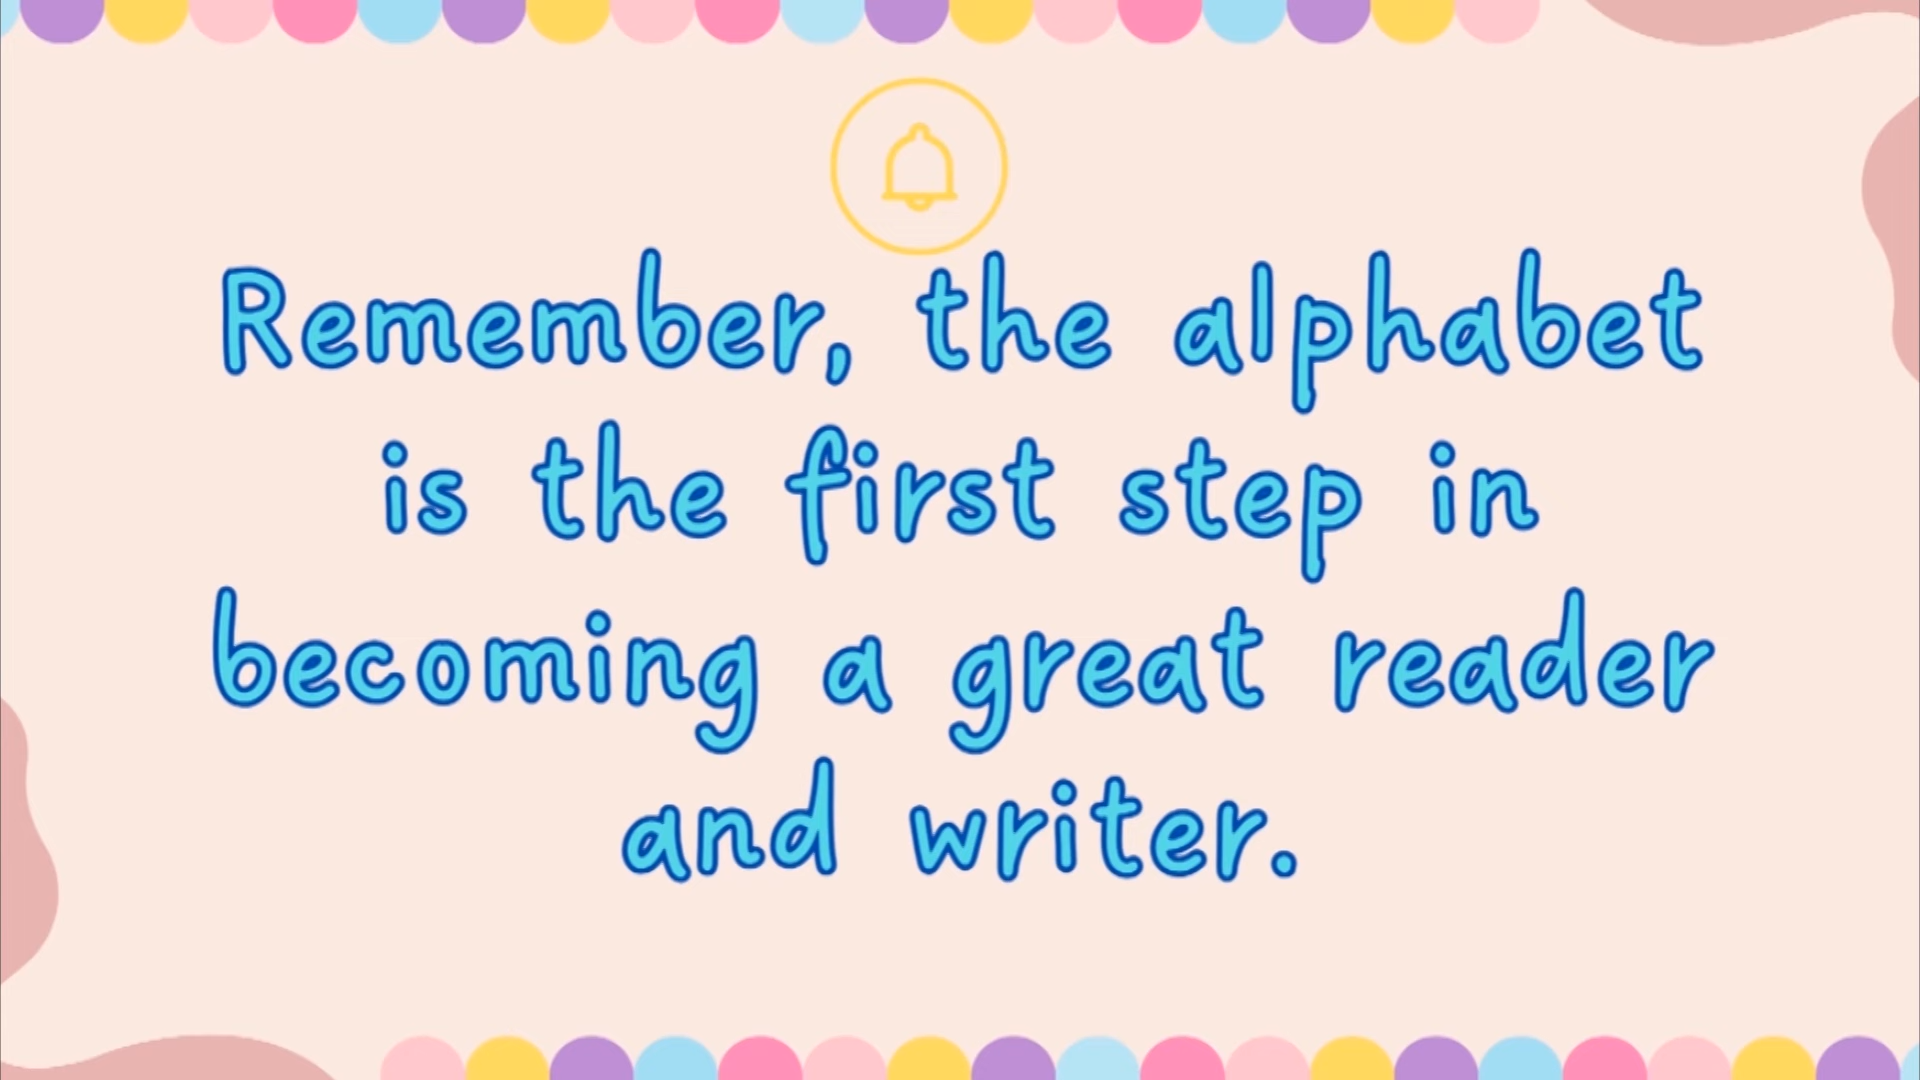 Remember, the alphabet
is the first step in
becoming a great reader
and writer.